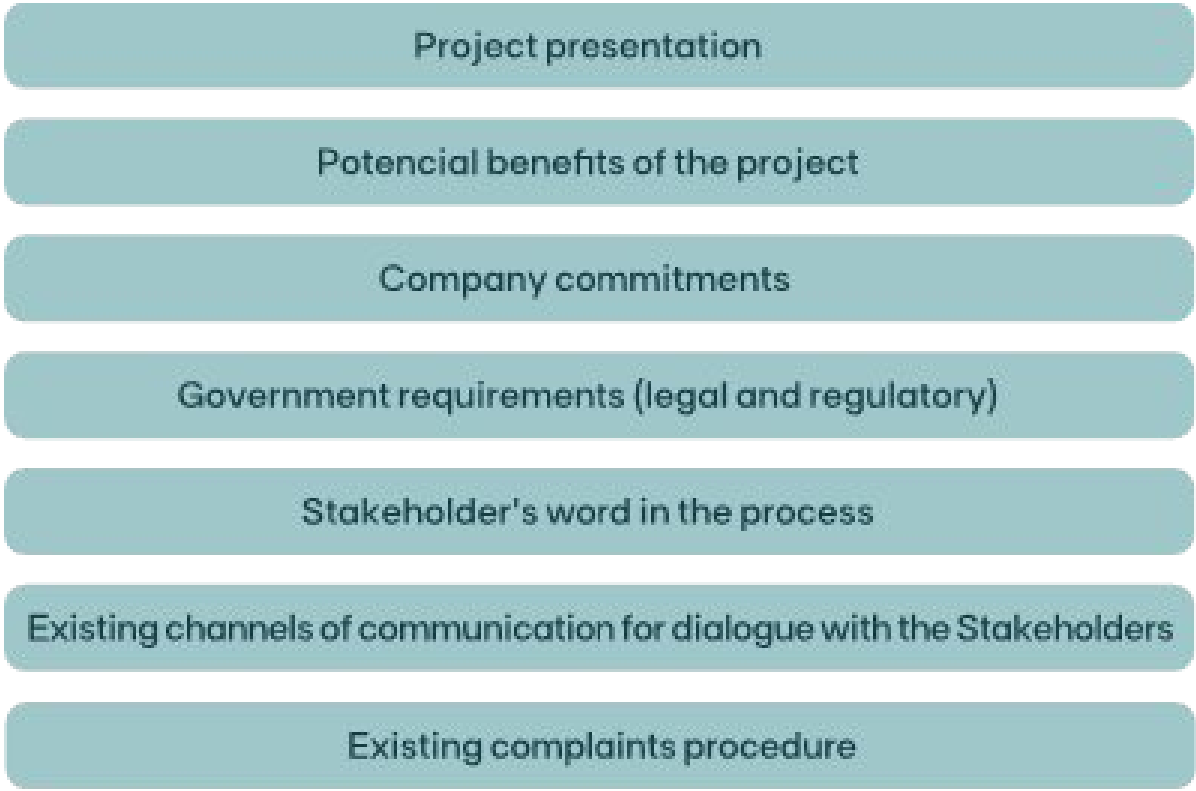 Project presentation
Potencial benefits of the project
Company commitments
Government requirements (legal and regulatory)
Stakeholder's word in the process
Existing channels of communication for dialogue with the Stakeholders
Existing complaints procedure